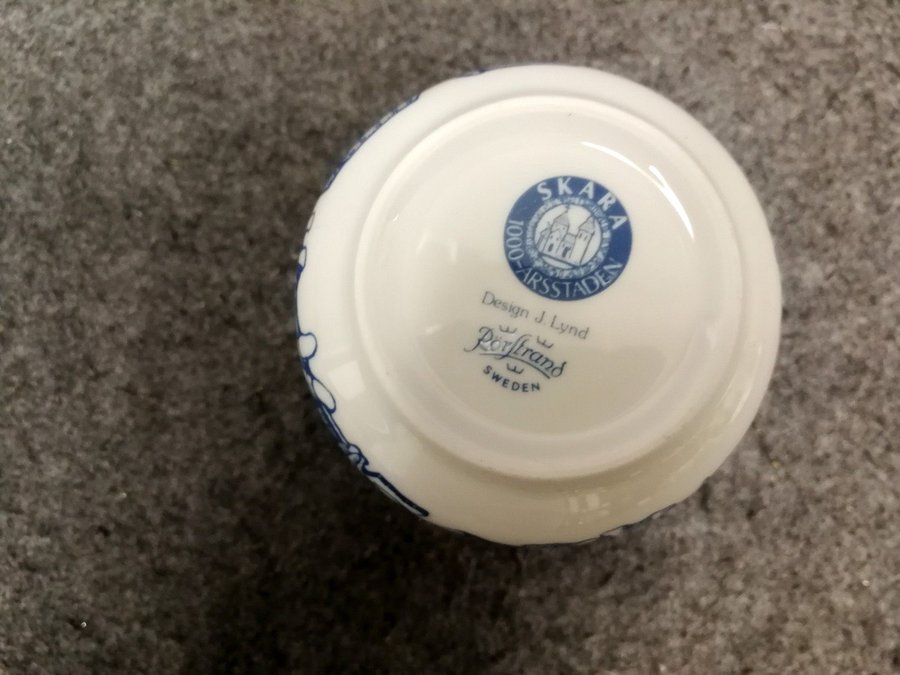 SKARA
1000-ÅRSSTADEN
Design J. Lynd
Rörstrand
SWEDEN